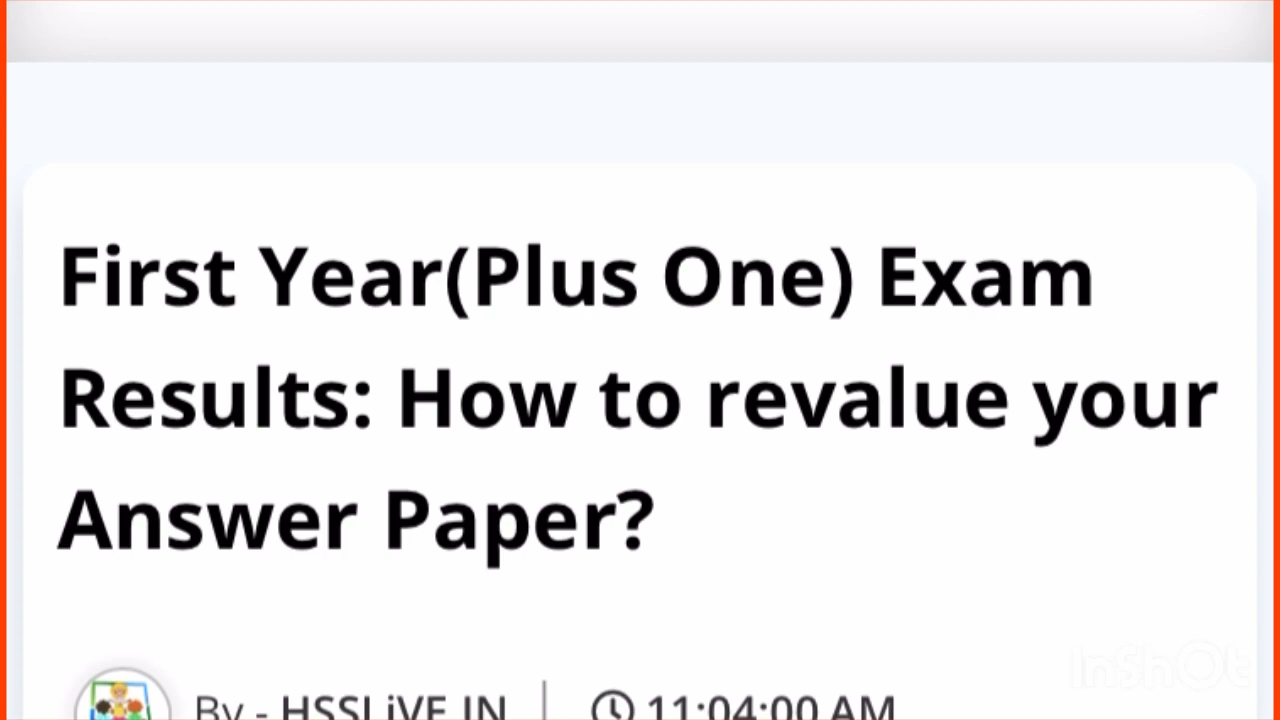 First Year(Plus One) Exam
Results: How to revalue your
Answer Paper?
By - HSSLiVE.IN | 11:04:00 AM
InShOt